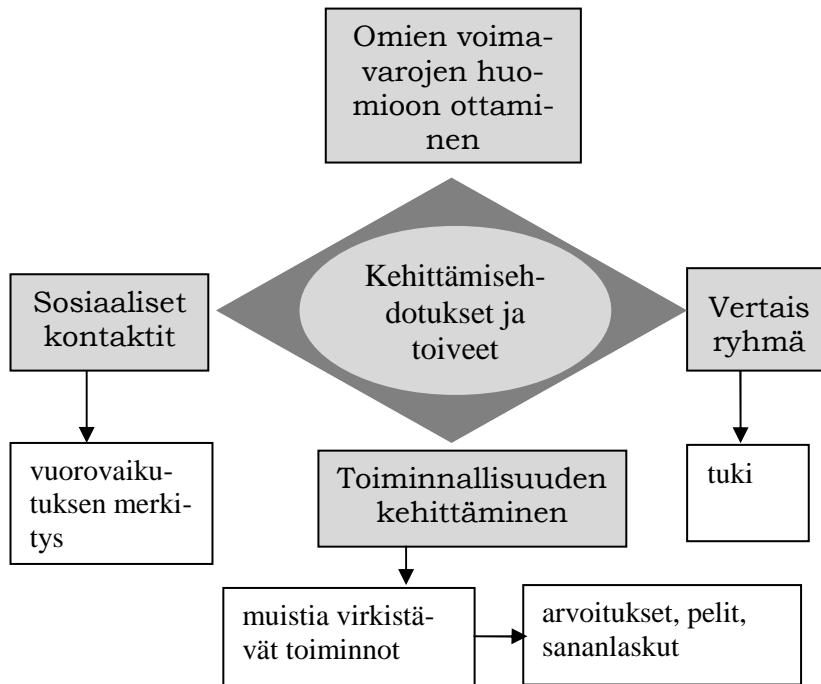 Omien voima-
varojen huo-
mioon ottami-
nen
Kehittämiseh-
dotukset ja
toiveet
Sosiaaliset
kontaktit
Vertais
ryhmä
vuorovaiku-
tuksen merki-
tys
Toiminnallisuuden
kehittäminen
tuki
muistia virkistä-
vät toiminnot
arvoitukset, pelit,
sananlaskut